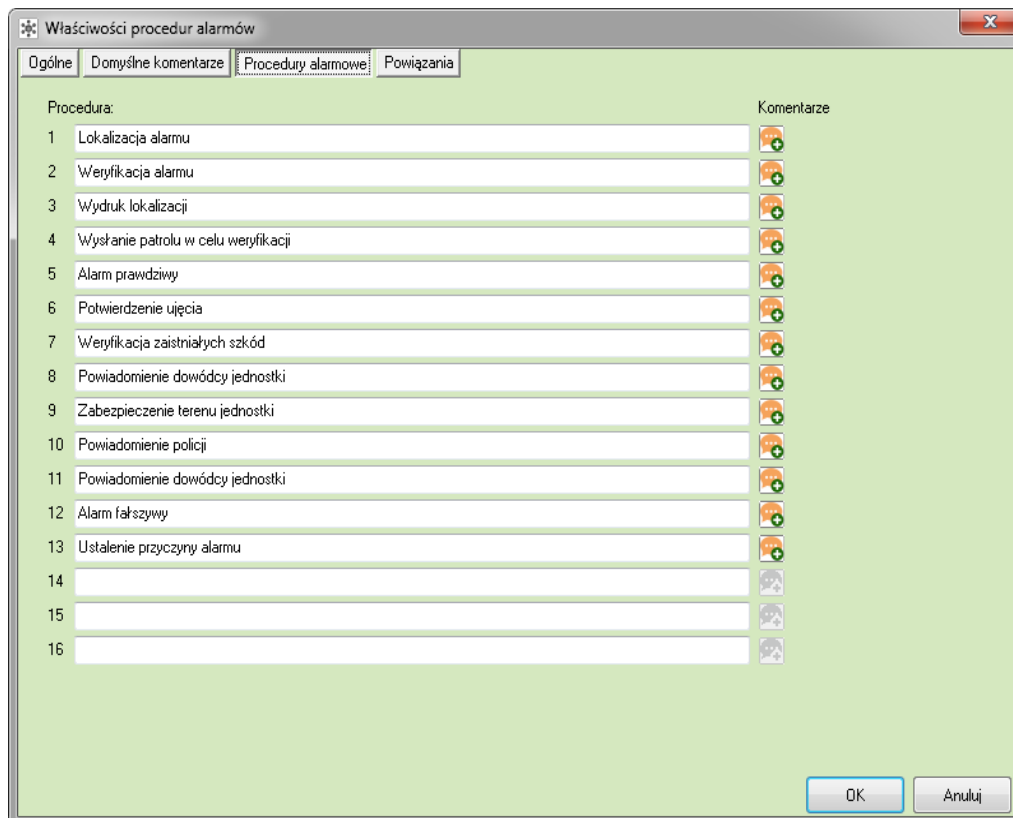 Właściwości procedur alarmów
Ogólne Domyślne komentarze Procedury alarmowe Powiązania
Procedura: Komentarze
1 Lokalizacja alarmu
2 Weryfikacja alarmu
3 Wydruk lokalizacji
4 Wysłanie patrolu w celu weryfikacji
5 Alarm prawdziwy
6 Potwierdzenie ujęcia
7 Weryfikacja zaistniałych szkód
8 Powiadomienie dowódcy jednostki
9 Zabezpieczenie terenu jednostki
10 Powiadomienie policji
11 Powiadomienie dowódcy jednostki
12 Alarm fałszywy
13 Ustalenie przyczyny alarmu
14
15
16
OK Anuluj